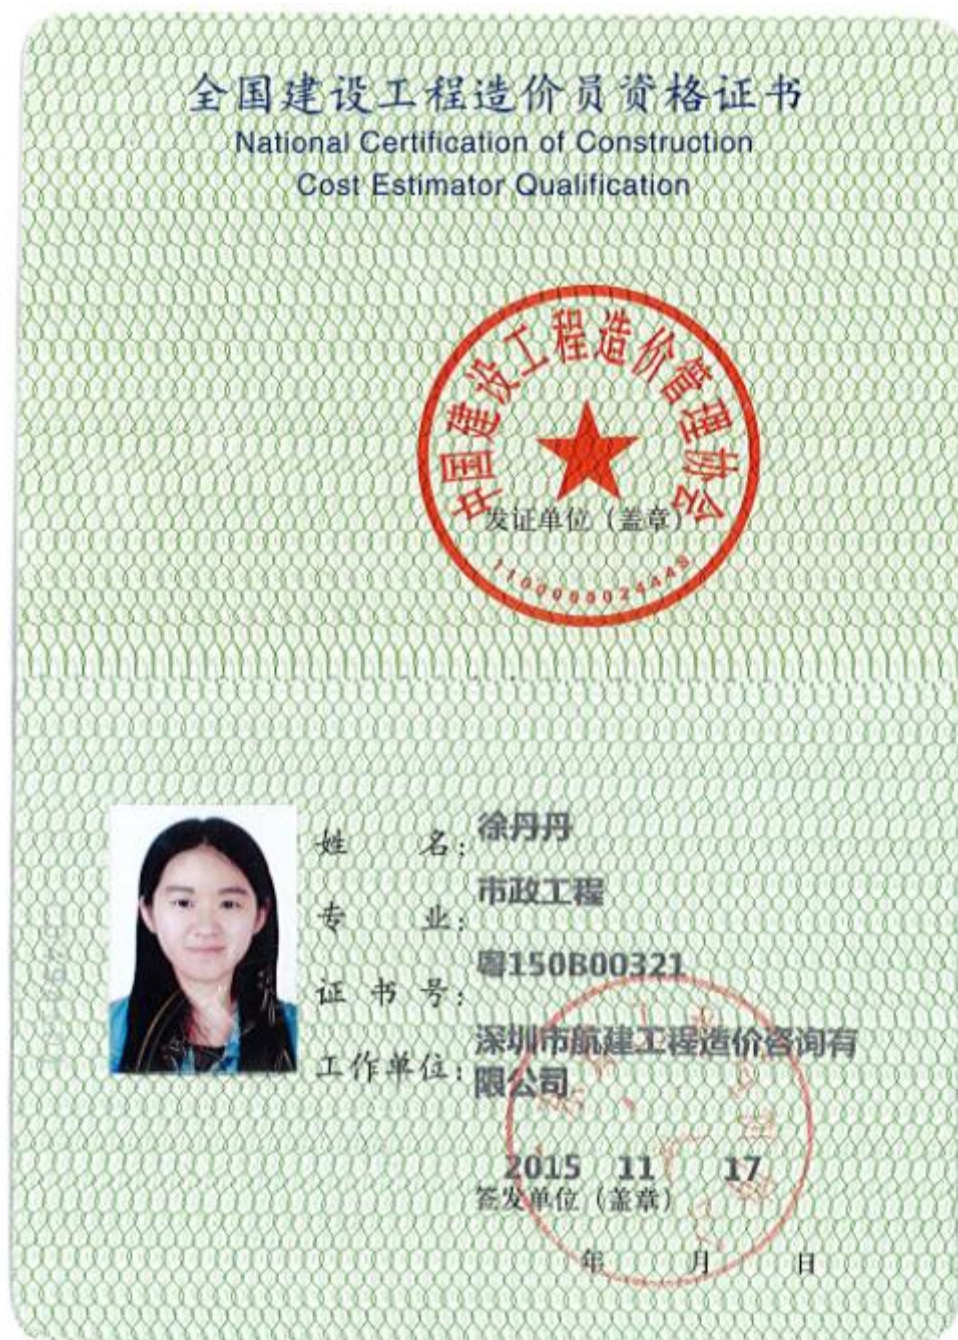 全国建设工程造价员资格证书
National Certification of Construction
Cost Estimator Qualification
中国建设工程造价管理协会
发证单位（盖章）
1100000024448
姓 名：徐丹丹
专 业：市政工程
证 书 号：粤150B00321
工作单位：深圳市航建工程造价咨询有
限公司
2015 11 17
签发单位（盖章）
年 月 日